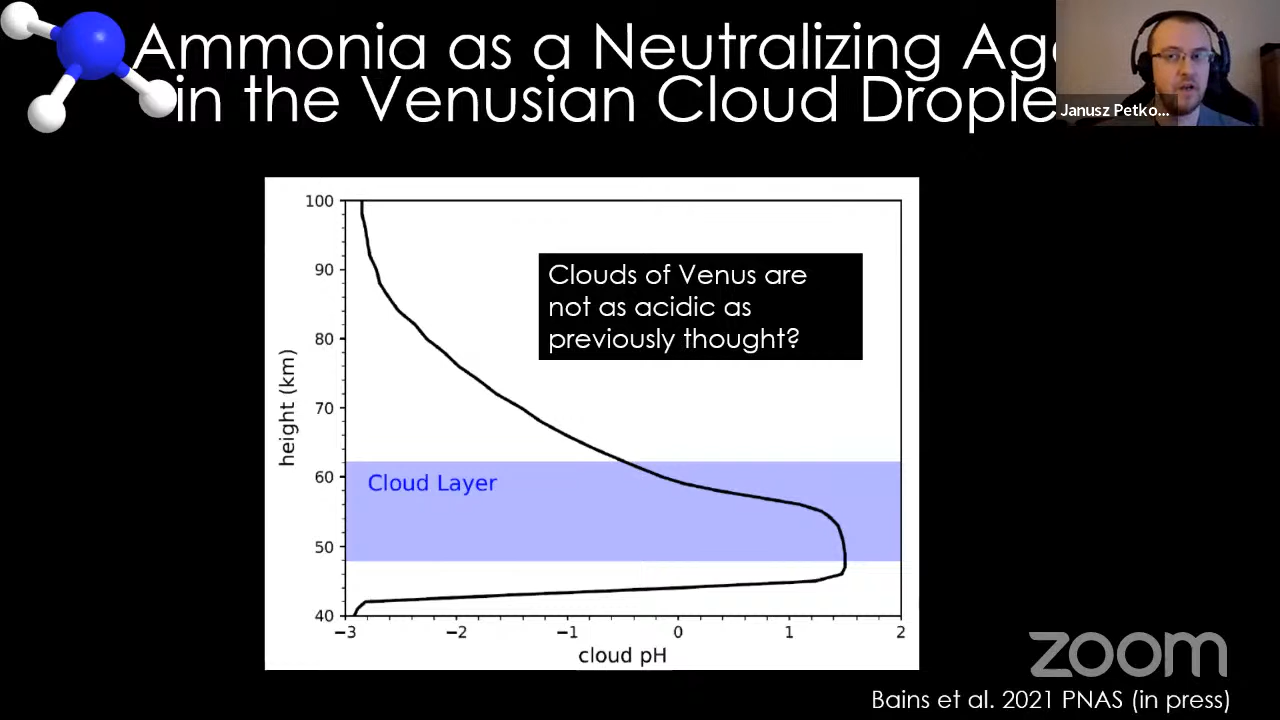 Ammonia as a Neutralizing Age
in the Venusian Cloud Drople
Janusz Petko...
100
90
80
70
60
50
40
height (km)
Clouds of Venus are
not as acidic as
previously thought?
Cloud Layer
−3 −2 −1 0 1 2
cloud pH
zoom
Bains et al. 2021 PNAS (in press)